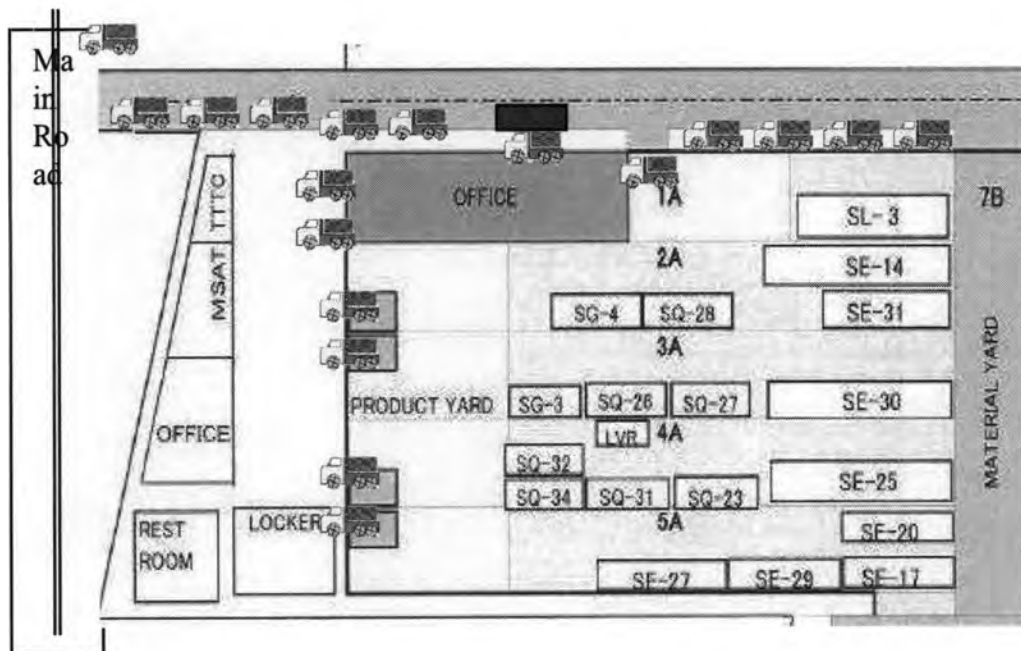 Ma
in
Ro
ad
OFFICE
1A
7B
TTTC
SL-3
2A
SE-14
MSAT
SG-4
SQ-28
SE-31
3A
PRODUCT YARD
SG-3
SQ-26
SQ-27
SE-30
OFFICE
LVR
4A
MATERIAL YARD
SQ-32
SE-25
SQ-34
SQ-31
SQ-23
REST
ROOM
LOCKER
5A
SE-20
SE-27
SE-29
SE-17